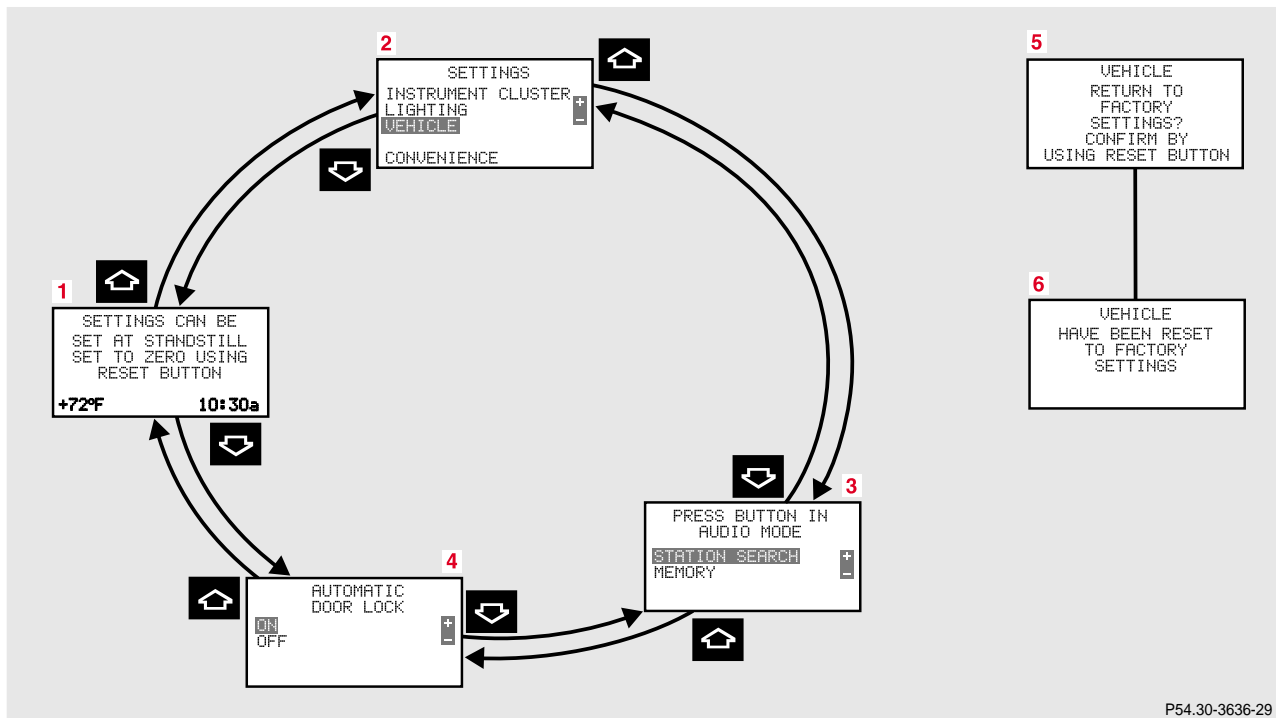 2
SETTINGS
INSTRUMENT CLUSTER
LIGHTING
VEHICLE
CONVENIENCE
+
–
5
VEHICLE
RETURN TO
FACTORY
SETTINGS?
CONFIRM BY
USING RESET BUTTON
1
SETTINGS CAN BE
SET AT STANDSTILL
SET TO ZERO USING
RESET BUTTON
+72°F 10:30a
6
VEHICLE
HAVE BEEN RESET
TO FACTORY
SETTINGS
3
PRESS BUTTON IN
AUDIO MODE
STATION SEARCH
MEMORY
+
–
4
AUTOMATIC
DOOR LOCK
ON
OFF
+
–
P54.30-3636-29